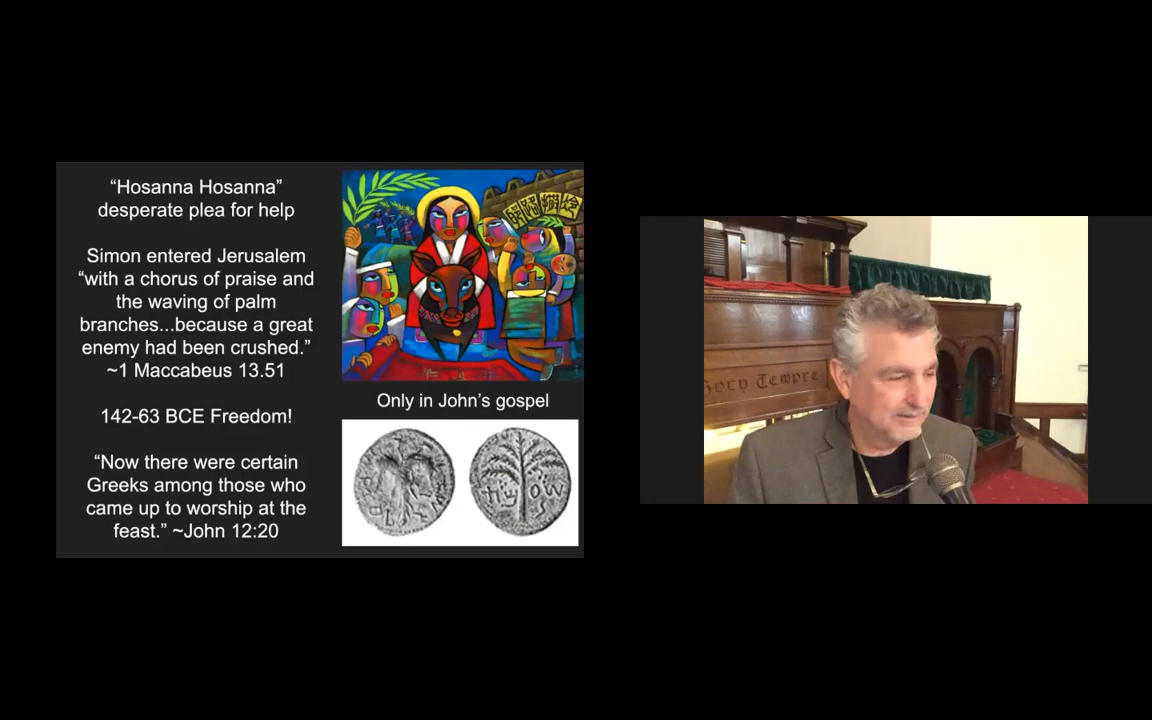 “Hosanna Hosanna”
desperate plea for help
Simon entered Jerusalem
“with a chorus of praise and
the waving of palm
branches...because a great
enemy had been crushed.”
~1 Maccabeus 13.51
142-63 BCE Freedom!
“Now there were certain
Greeks among those who
came up to worship at the
feast.” ~John 12:20
Only in John’s gospel
Holy Temple